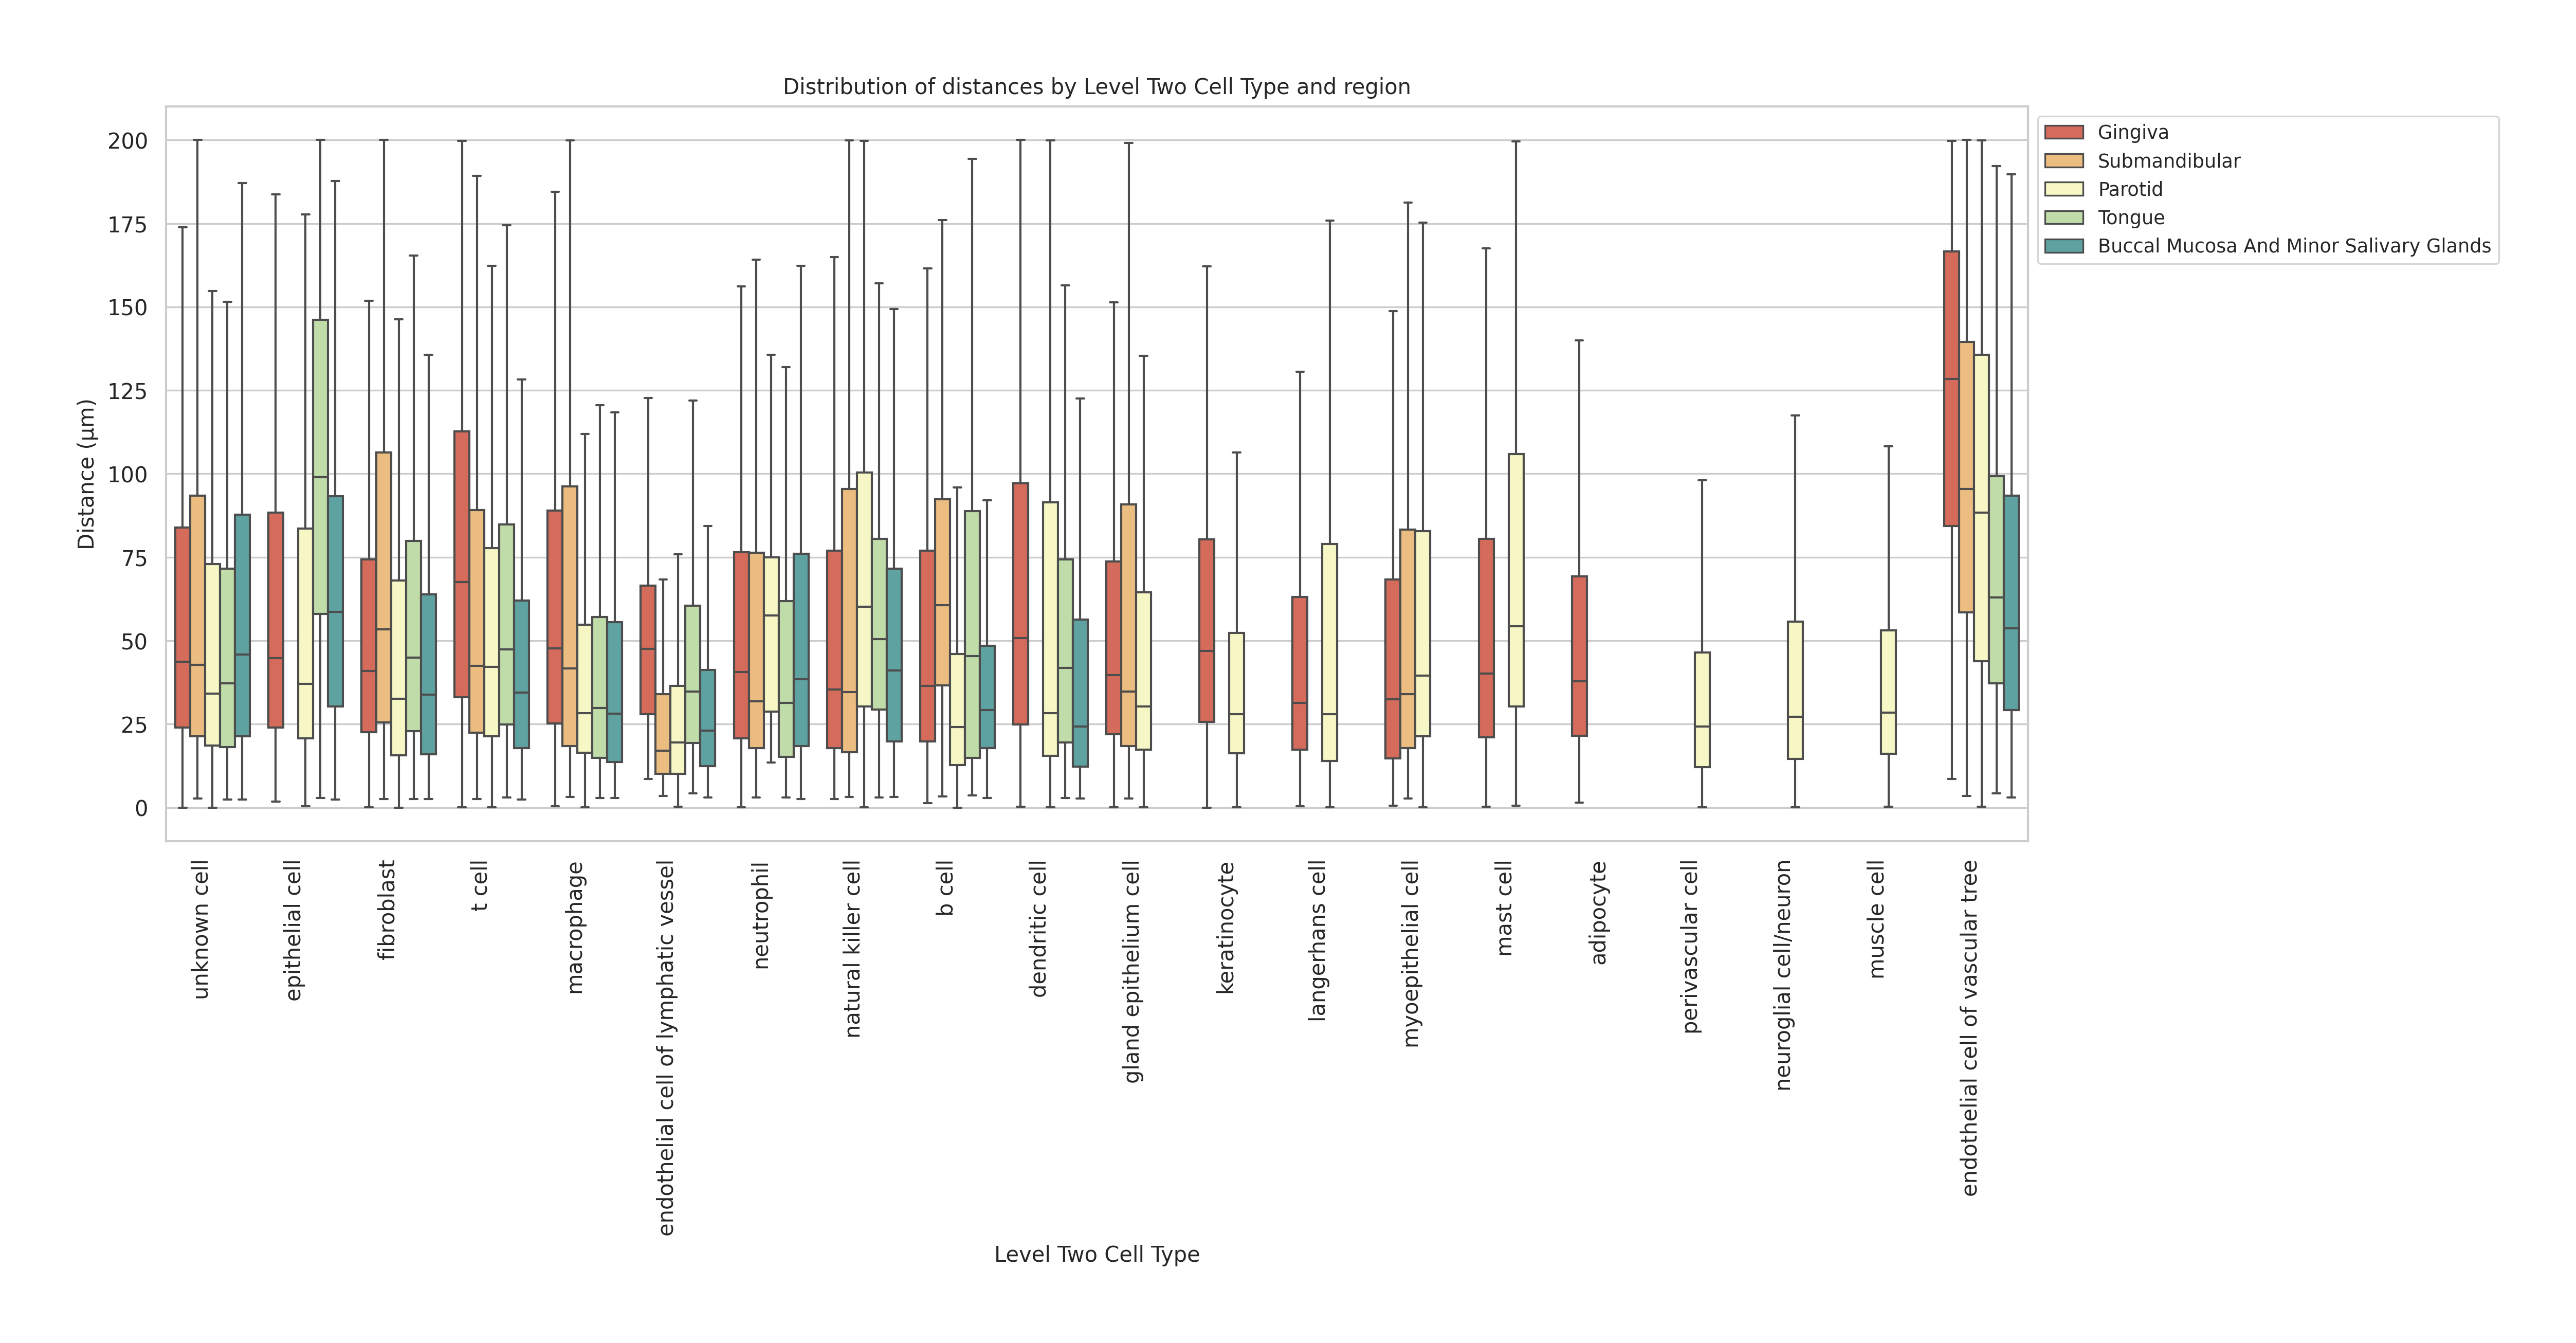 Distribution of distances by Level Two Cell Type and region
Gingiva
Submandibular
Parotid
Tongue
Buccal Mucosa And Minor Salivary Glands
Distance (μm)
200
175
150
125
100
75
50
25
0
unknown cell
epithelial cell
fibroblast
t cell
macrophage
endothelial cell of lymphatic vessel
neutrophil
natural killer cell
b cell
dendritic cell
gland epithelium cell
keratinocyte
langerhans cell
myoepithelial cell
mast cell
adipocyte
perivascular cell
neuroglial cell/neuron
muscle cell
endothelial cell of vascular tree
Level Two Cell Type